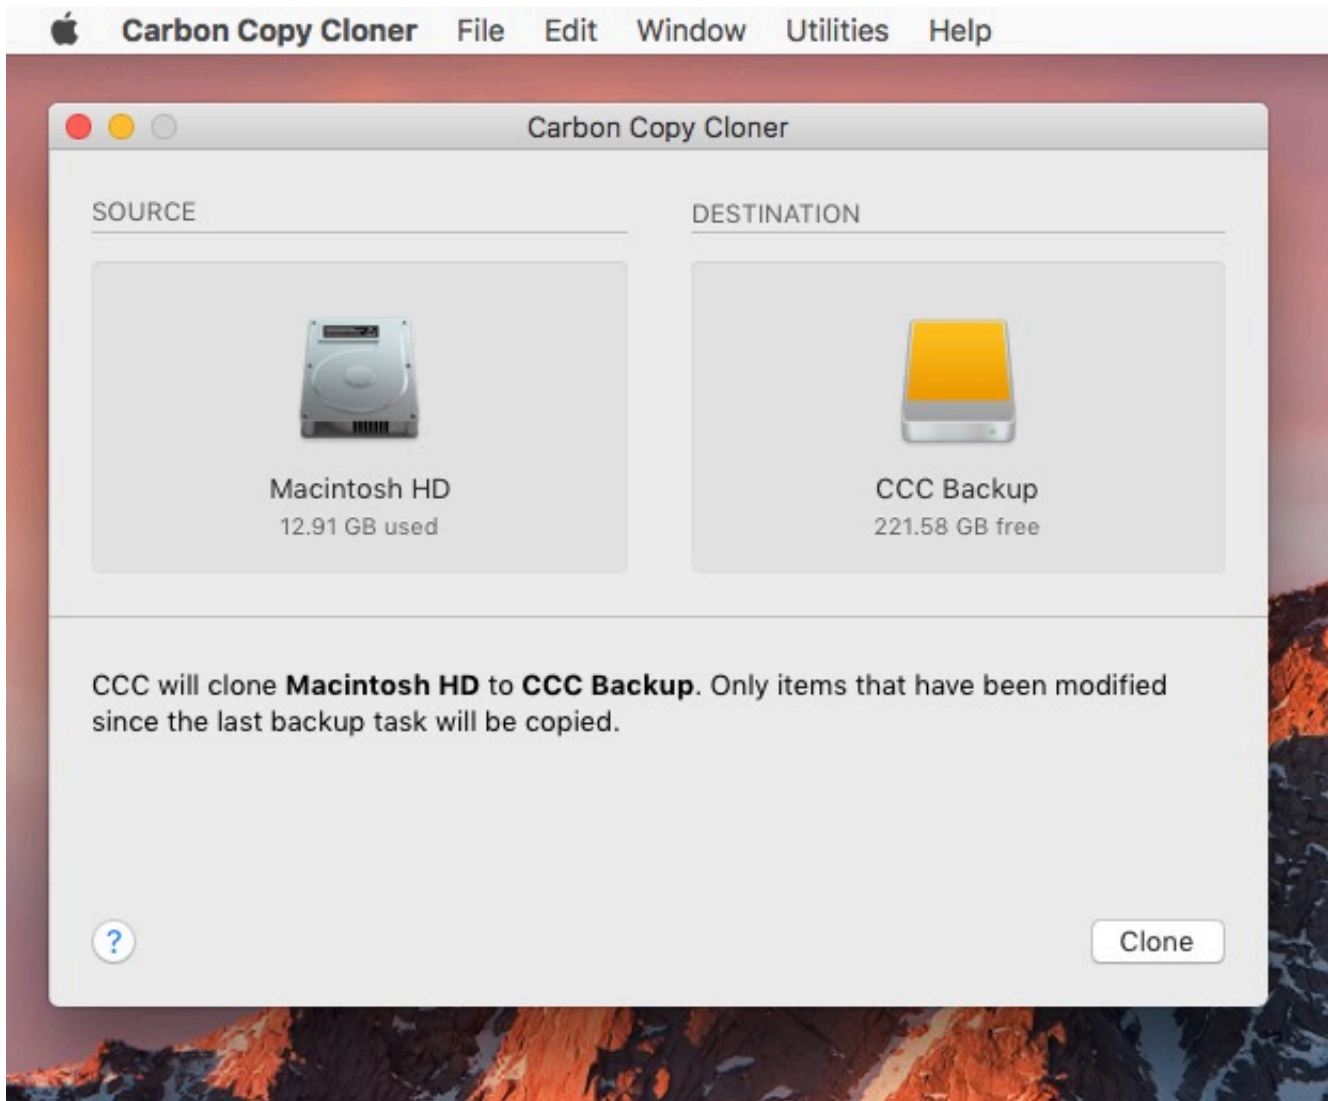 Carbon Copy Cloner File Edit Window Utilities Help
Carbon Copy Cloner
SOURCE
DESTINATION
Macintosh HD
12.91 GB used
CCC Backup
221.58 GB free
CCC will clone Macintosh HD to CCC Backup. Only items that have been modified
since the last backup task will be copied.
?
Clone